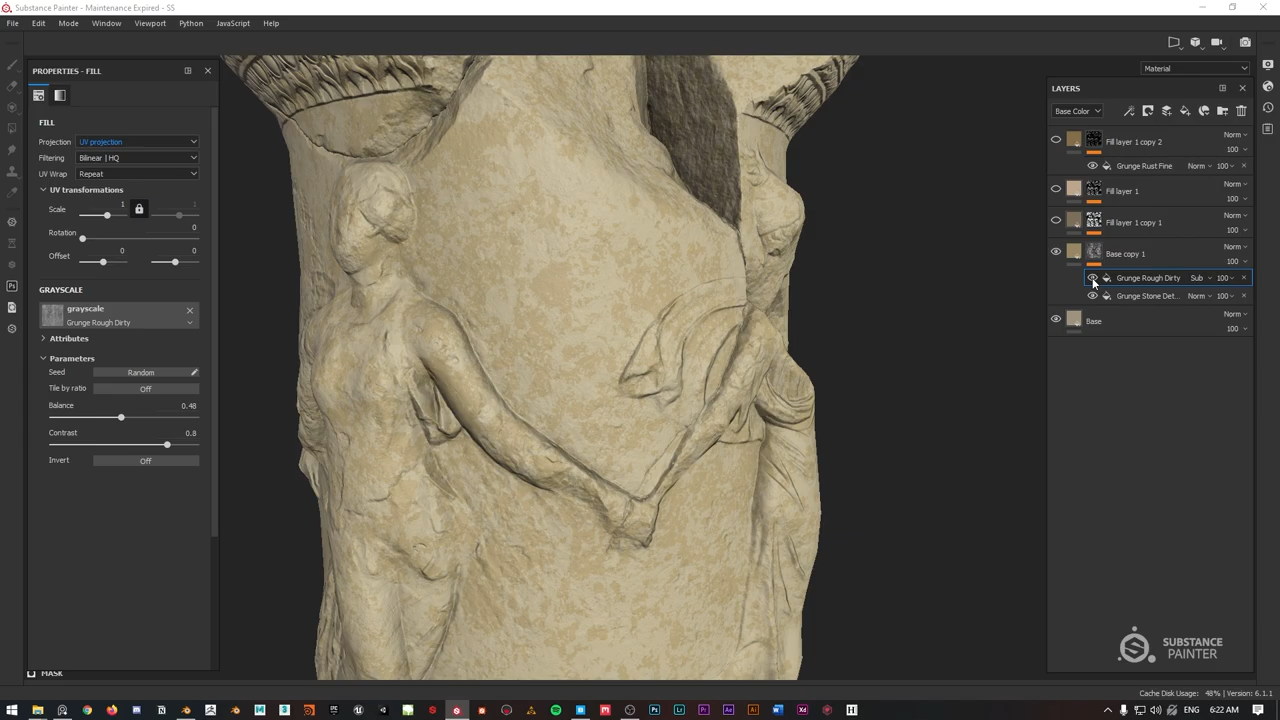 Substance Painter - Maintenance Expired - SS
File Edit Mode Window Viewport Python JavaScript Help
PROPERTIES - FILL
FILL
Projection UV projection
Filtering Bilinear | HQ
UV Wrap Repeat
UV transformations
Scale 1 1
Rotation 0
Offset 0 0
GRAYSCALE
grayscale
Grunge Rough Dirty
Attributes
Parameters
Seed Random
Tile by ratio Off
Balance 0.48
Contrast 0.8
Invert Off
MASK
Material
LAYERS
Base Color
Fill layer 1 copy 2 Norm 100
Grunge Rust Fine Norm 100
Fill layer 1 Norm 100
Fill layer 1 copy 1 Norm 100
Base copy 1 Norm 100
Grunge Rough Dirty Sub 100
Grunge Stone Det... Norm 100
Base Norm 100
SUBSTANCE
PAINTER
Cache Disk Usage: 48% | Version: 6.1.1
ENG 6:22 AM